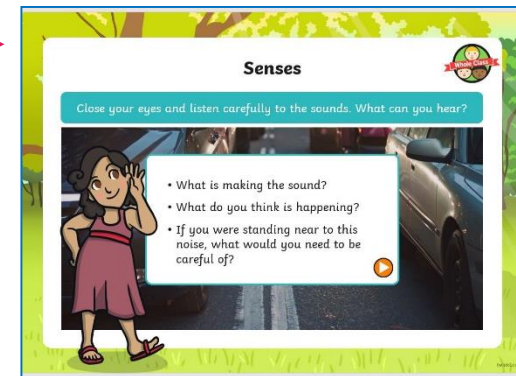 Senses
Whole Class
Close your eyes and listen carefully to the sounds. What can you hear?
• What is making the sound?
• What do you think is happening?
• If you were standing near to this
noise, what would you need to be
careful of?